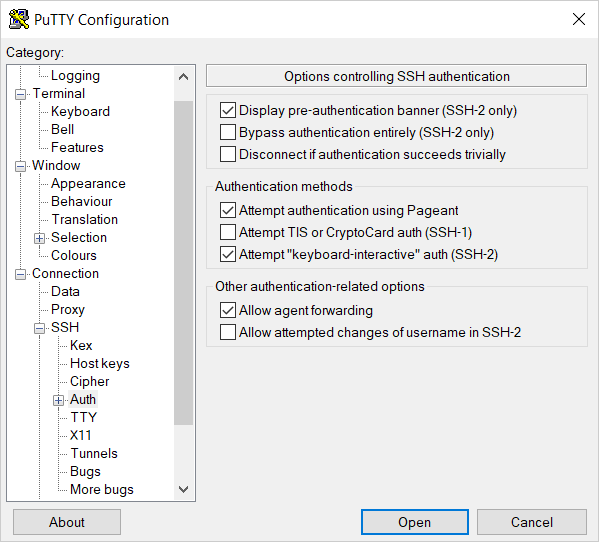 PuTTY Configuration
Category:
Logging
Terminal
Keyboard
Bell
Features
Window
Appearance
Behaviour
Translation
Selection
Colours
Connection
Data
Proxy
SSH
Kex
Host keys
Cipher
Auth
TTY
X11
Tunnels
Bugs
More bugs
Options controlling SSH authentication
Display pre-authentication banner (SSH-2 only)
Bypass authentication entirely (SSH-2 only)
Disconnect if authentication succeeds trivially
Authentication methods
Attempt authentication using Pageant
Attempt TIS or CryptoCard auth (SSH-1)
Attempt "keyboard-interactive" auth (SSH-2)
Other authentication-related options
Allow agent forwarding
Allow attempted changes of username in SSH-2
About
Open
Cancel